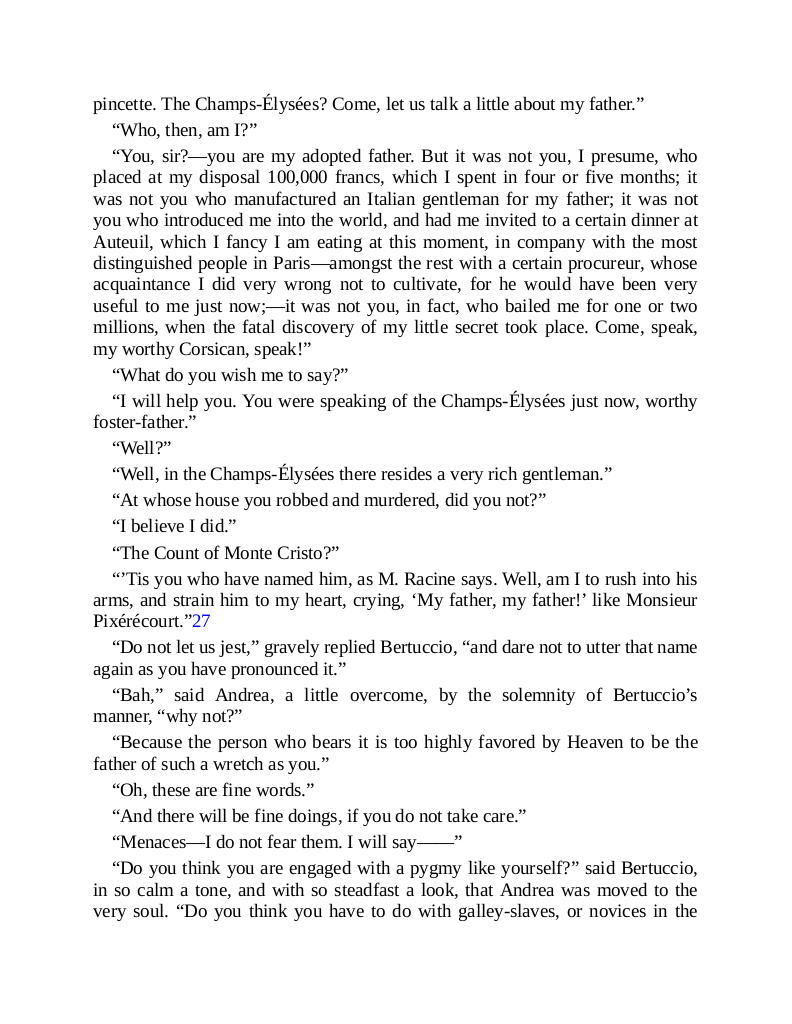 pincette. The Champs-Élysées? Come, let us talk a little about my father.”
“Who, then, am I?”
“You, sir?—you are my adopted father. But it was not you, I presume, who
placed at my disposal 100,000 francs, which I spent in four or five months; it
was not you who manufactured an Italian gentleman for my father; it was not
you who introduced me into the world, and had me invited to a certain dinner at
Auteuil, which I fancy I am eating at this moment, in company with the most
distinguished people in Paris—amongst the rest with a certain procureur, whose
acquaintance I did very wrong not to cultivate, for he would have been very
useful to me just now;—it was not you, in fact, who bailed me for one or two
millions, when the fatal discovery of my little secret took place. Come, speak,
my worthy Corsican, speak!”
“What do you wish me to say?”
“I will help you. You were speaking of the Champs-Élysées just now, worthy
foster-father.”
“Well?”
“Well, in the Champs-Élysées there resides a very rich gentleman.”
“At whose house you robbed and murdered, did you not?”
“I believe I did.”
“The Count of Monte Cristo?”
“’Tis you who have named him, as M. Racine says. Well, am I to rush into his
arms, and strain him to my heart, crying, ‘My father, my father!’ like Monsieur
Pixérécourt.”27
“Do not let us jest,” gravely replied Bertuccio, “and dare not to utter that name
again as you have pronounced it.”
“Bah,” said Andrea, a little overcome, by the solemnity of Bertuccio’s
manner, “why not?”
“Because the person who bears it is too highly favored by Heaven to be the
father of such a wretch as you.”
“Oh, these are fine words.”
“And there will be fine doings, if you do not take care.”
“Menaces—I do not fear them. I will say——”
“Do you think you are engaged with a pygmy like yourself?” said Bertuccio,
in so calm a tone, and with so steadfast a look, that Andrea was moved to the
very soul. “Do you think you have to do with galley-slaves, or novices in the